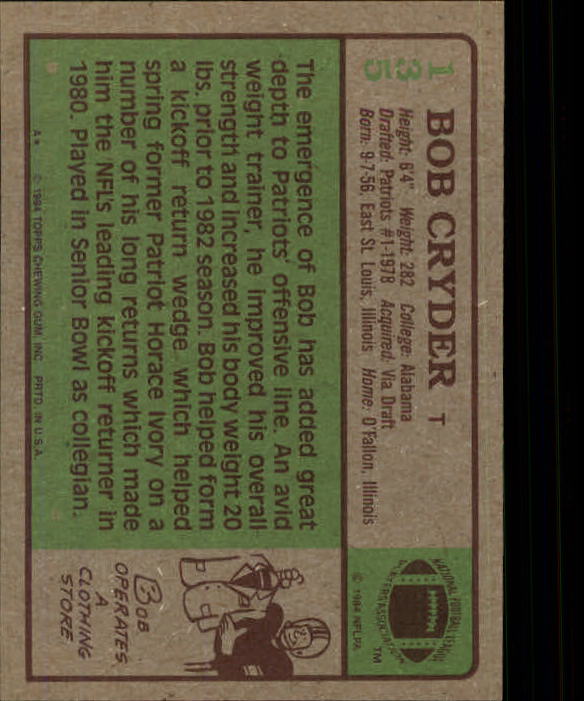 135
BOB CRYDER T
Height: 6'4" Weight: 282 College: Alabama
Drafted: Patriots #1-1978 Acquired: Via Draft
Born: 9-7-56, East St. Louis, Illinois Home: O'Fallon, Illinois
NATIONAL FOOTBALL LEAGUE
PLAYERS ASSOCIATION
TM
© 1984 NFLPA
The emergence of Bob has added great
depth to Patriots' offensive line. An avid
weight trainer, he improved his overall
strength and increased his body weight 20
lbs. prior to 1982 season. Bob helped form
a kickoff return wedge which helped
spring former Patriot Horace Ivory on a
number of his long returns which made
him the NFL's leading kickoff returner in
1980. Played in Senior Bowl as collegian.
BOB
OPERATES
A
CLOTHING
STORE.
A* © 1984 TOPPS CHEWING GUM, INC. PRTD. IN U.S.A.